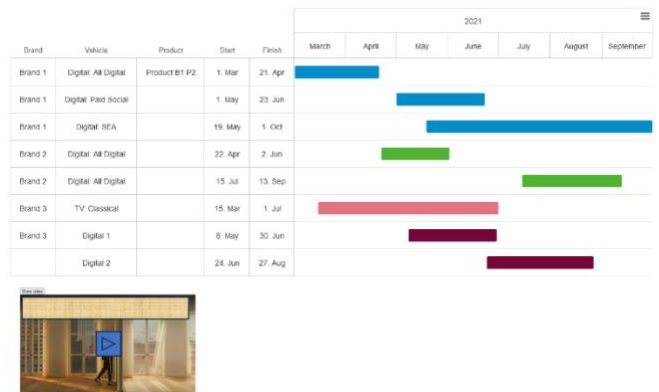 2021
Brand Vehicle Product Start Finish March April May June July August September
Brand 1 Digital: All Digital Product B1 P2 1. Mar 21. Apr
Brand 1 Digital: Paid Social 1. May 23. Jun
Brand 1 Digital: SEA 19. May 1. Oct
Brand 2 Digital: All Digital 22. Apr 2. Jun
Brand 2 Digital: All Digital 15. Jul 13. Sep
Brand 3 TV: Classical 15. Mar 1. Jul
Brand 3 Digital 1 8. May 30. Jun
Digital 2 24. Jun 27. Aug